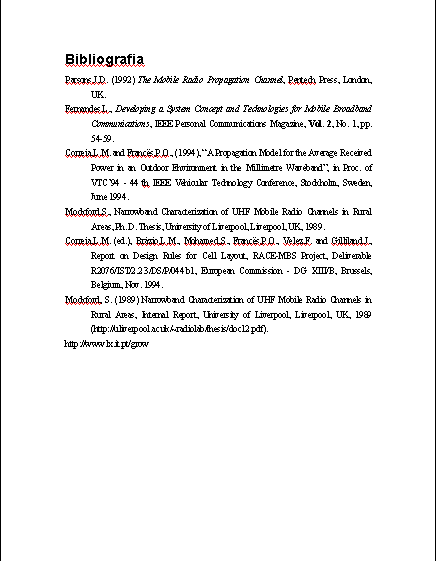 Bibliografia
Parsons,J.D. (1992) The Mobile Radio Propagation Channel, Pentech Press, London,
UK.
Fernandes,L., Developing a System Concept and Technologies for Mobile Broadband
Communications, IEEE Personal Communications Magazine, Vol. 2, No. 1, pp.
54-59.
Correia,L.M. and Francês,P.O., (1994),"A Propagation Model for the Average Received
Power in an Outdoor Environment in the Millimetre Waveband", in Proc. of
VTC'94 - 44 th, IEEE Vehicular Technology Conference, Stockholm, Sweden,
June 1994.
Mockford,S., Narrowband Characterization of UHF Mobile Radio Channels in Rural
Areas, Ph. D. Thesis, University of Liverpool, Liverpool, UK, 1989.
Correia,L.M. (ed.), Brázio,L.M., Mohamed,S., Francês,P.O., Velez,F. and Gilliland,J.,
Report on Design Rules for Cell Layout, RACE-MBS Project, Deliverable
R2076/IST/2.2.3/DS/P/044.b1, European Commission - DG XIII/B, Brussels,
Belgium, Nov. 1994.
Mockford, S. (1989) Narrowband Characterization of UHF Mobile Radio Channels in
Rural Areas, Internal Report, University of Liverpool, Liverpool, UK, 1989
(http://uliverpool.ac.uk/~radiolab/thesis/doc12.pdf).
http://www.lx.it.pt/grow